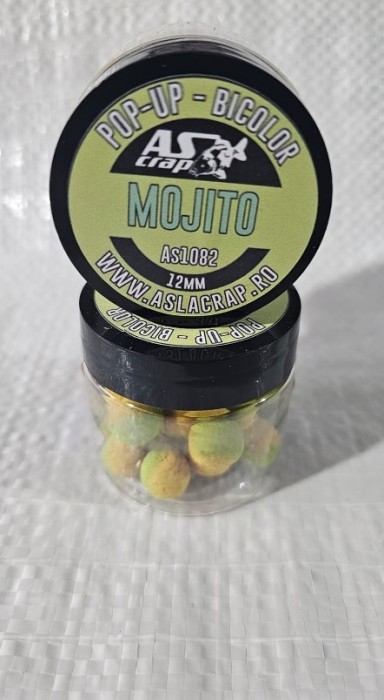 POP-UP - BICOLOR
AS
crap
MOJITO
AS1082
12MM
WWW.ASLACRAP.RO
POP-UP - BICOLOR